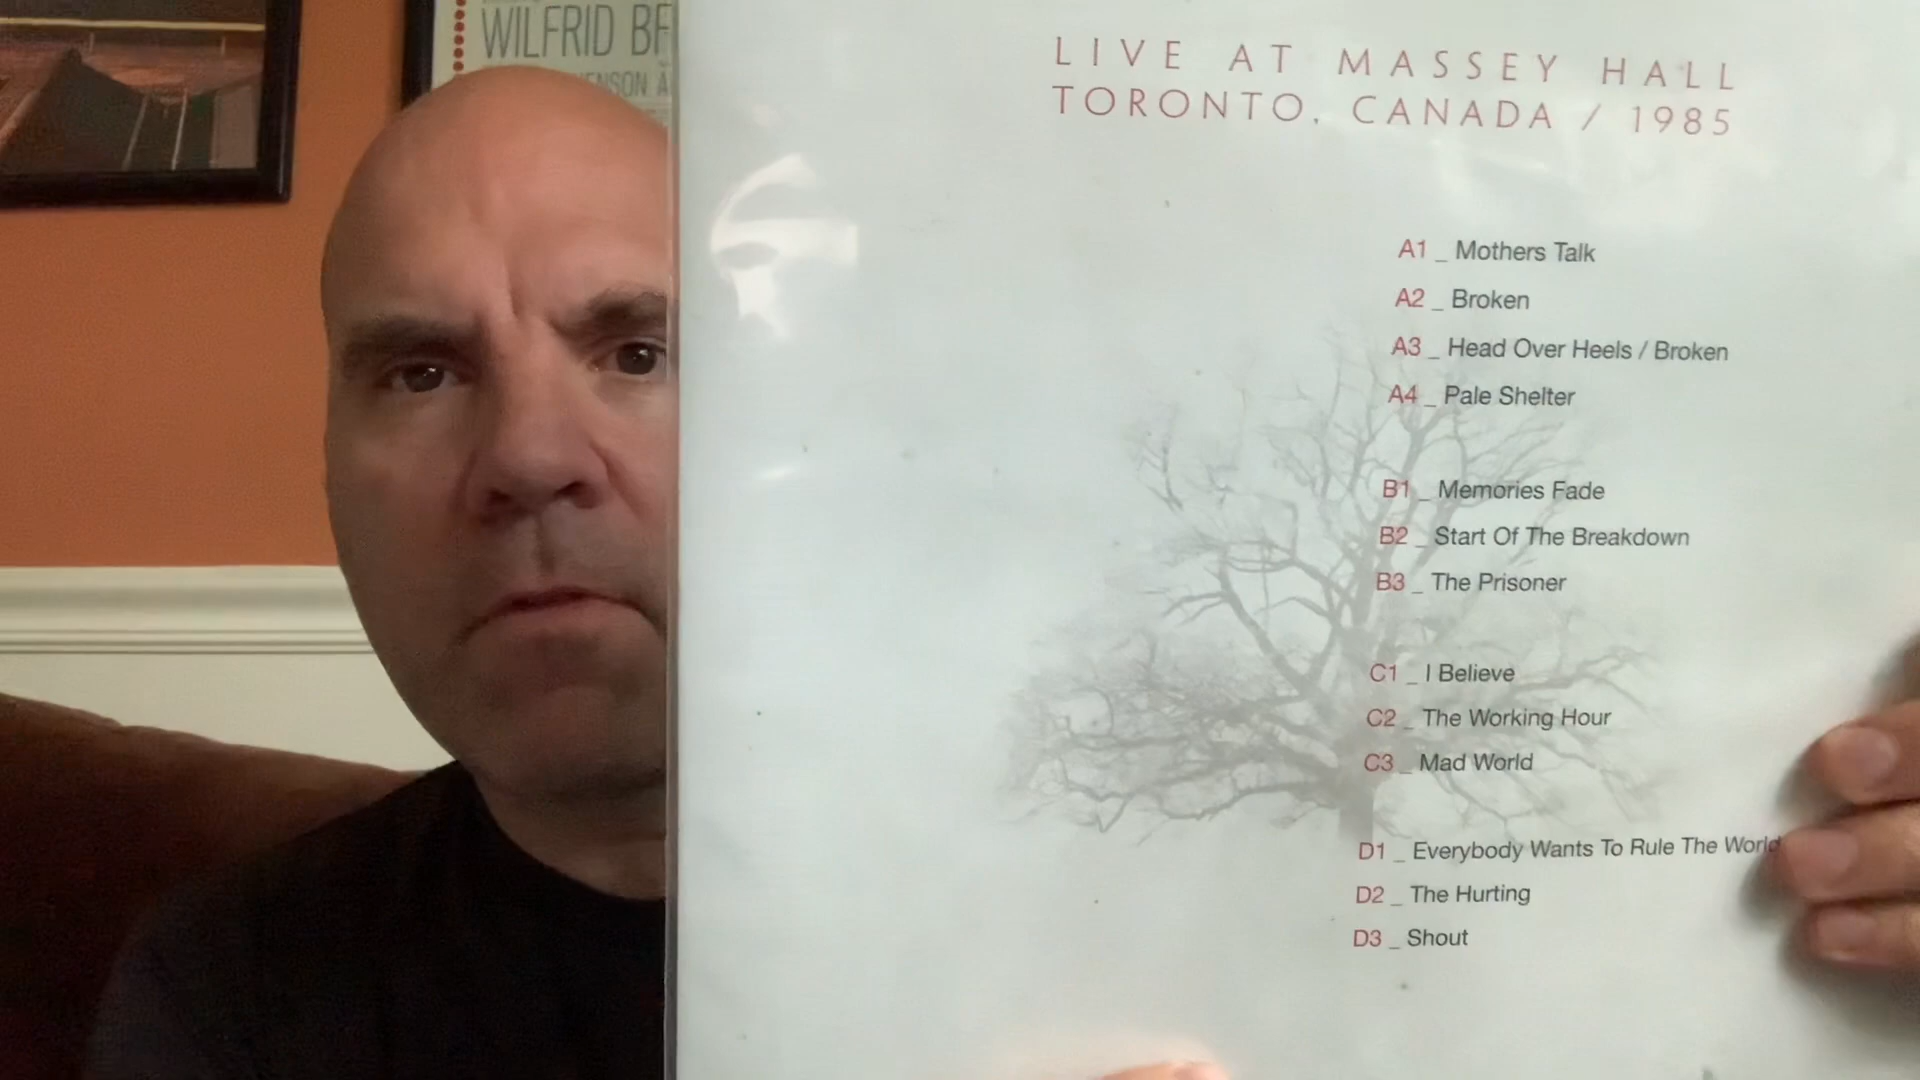 WILFRID
LIVE AT MASSEY HALL
TORONTO, CANADA / 1985
A1 _ Mothers Talk
A2 _ Broken
A3 _ Head Over Heels / Broken
A4 _ Pale Shelter
B1 _ Memories Fade
B2 _ Start Of The Breakdown
B3 _ The Prisoner
C1 _ I Believe
C2 _ The Working Hour
C3 _ Mad World
D1 _ Everybody Wants To Rule The World
D2 _ The Hurting
D3 _ Shout